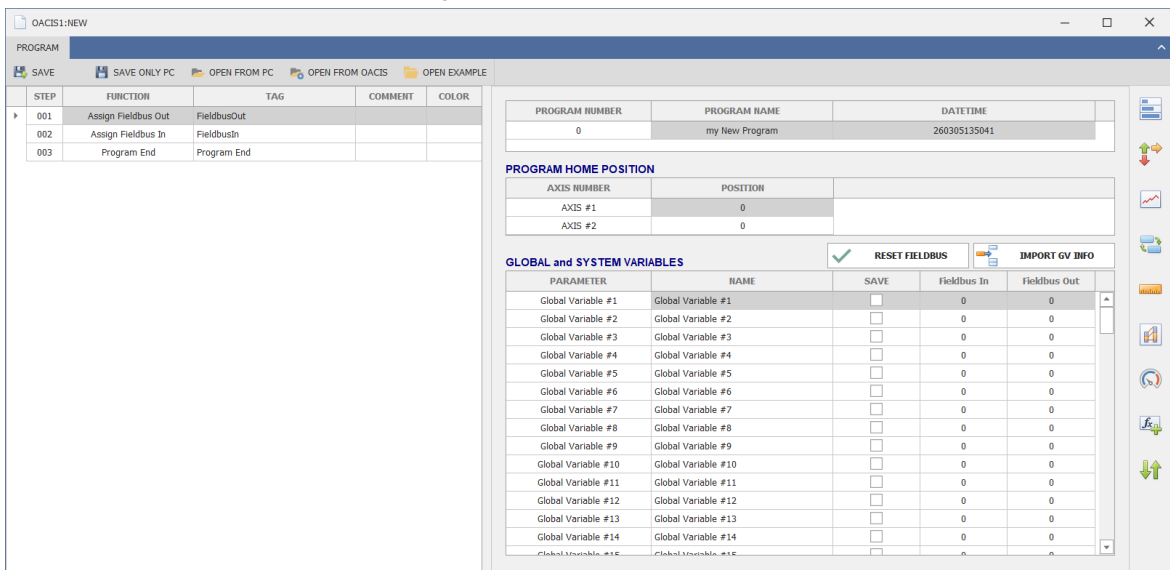 OACIS1:NEW
PROGRAM
SAVE SAVE ONLY PC OPEN FROM PC OPEN FROM OACIS OPEN EXAMPLE
STEP FUNCTION TAG COMMENT COLOR
001 Assign Fieldbus Out FieldbusOut
002 Assign Fieldbus In FieldbusIn
003 Program End Program End
PROGRAM NUMBER PROGRAM NAME DATETIME
0 my New Program 260305135041
PROGRAM HOME POSITION
AXIS NUMBER POSITION
AXIS #1 0
AXIS #2 0
GLOBAL and SYSTEM VARIABLES RESET FIELDBUS IMPORT GV INFO
PARAMETER NAME SAVE Fieldbus In Fieldbus Out
Global Variable #1 Global Variable #1 0 0
Global Variable #2 Global Variable #2 0 0
Global Variable #3 Global Variable #3 0 0
Global Variable #4 Global Variable #4 0 0
Global Variable #5 Global Variable #5 0 0
Global Variable #6 Global Variable #6 0 0
Global Variable #7 Global Variable #7 0 0
Global Variable #8 Global Variable #8 0 0
Global Variable #9 Global Variable #9 0 0
Global Variable #10 Global Variable #10 0 0
Global Variable #11 Global Variable #11 0 0
Global Variable #12 Global Variable #12 0 0
Global Variable #13 Global Variable #13 0 0
Global Variable #14 Global Variable #14 0 0
Global Variable #15 Global Variable #15 0 0